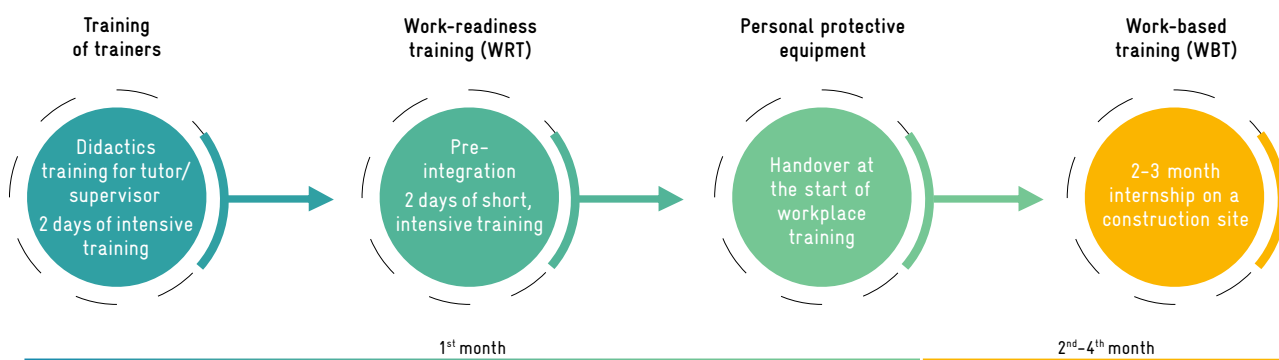 Training
of trainers
Work-readiness
training (WRT)
Personal protective
equipment
Work-based
training (WBT)
Didactics
training for tutor/
supervisor
2 days of intensive
training
Pre-
integration
2 days of short,
intensive training
Handover at
the start of
workplace
training
2–3 month
internship on a
construction site
1st month
2nd–4th month